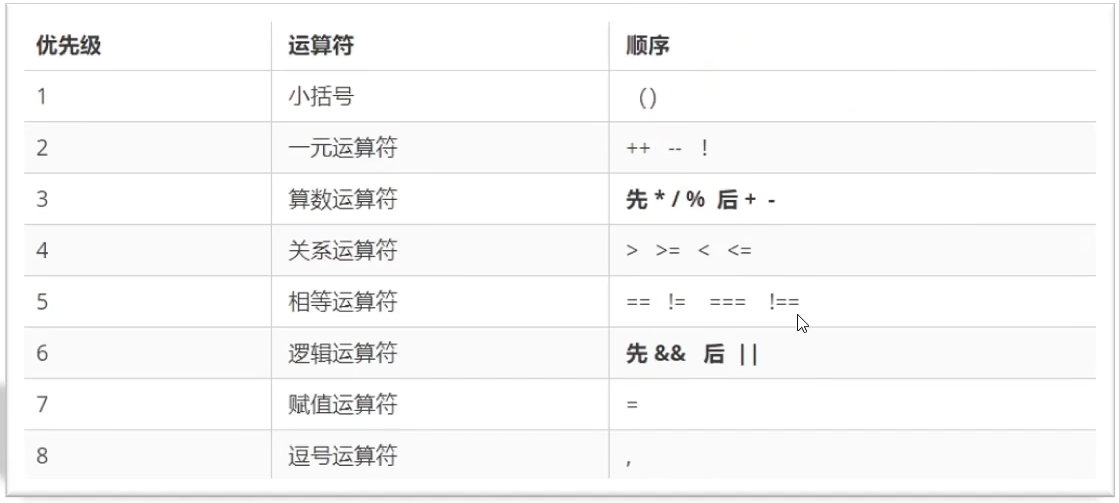 优先级 运算符 顺序
1 小括号 ()
2 一元运算符 ++ -- !
3 算数运算符 先 * / % 后 + -
4 关系运算符 > >= < <=
5 相等运算符 == != === !==
6 逻辑运算符 先 && 后 ||
7 赋值运算符 =
8 逗号运算符 ,